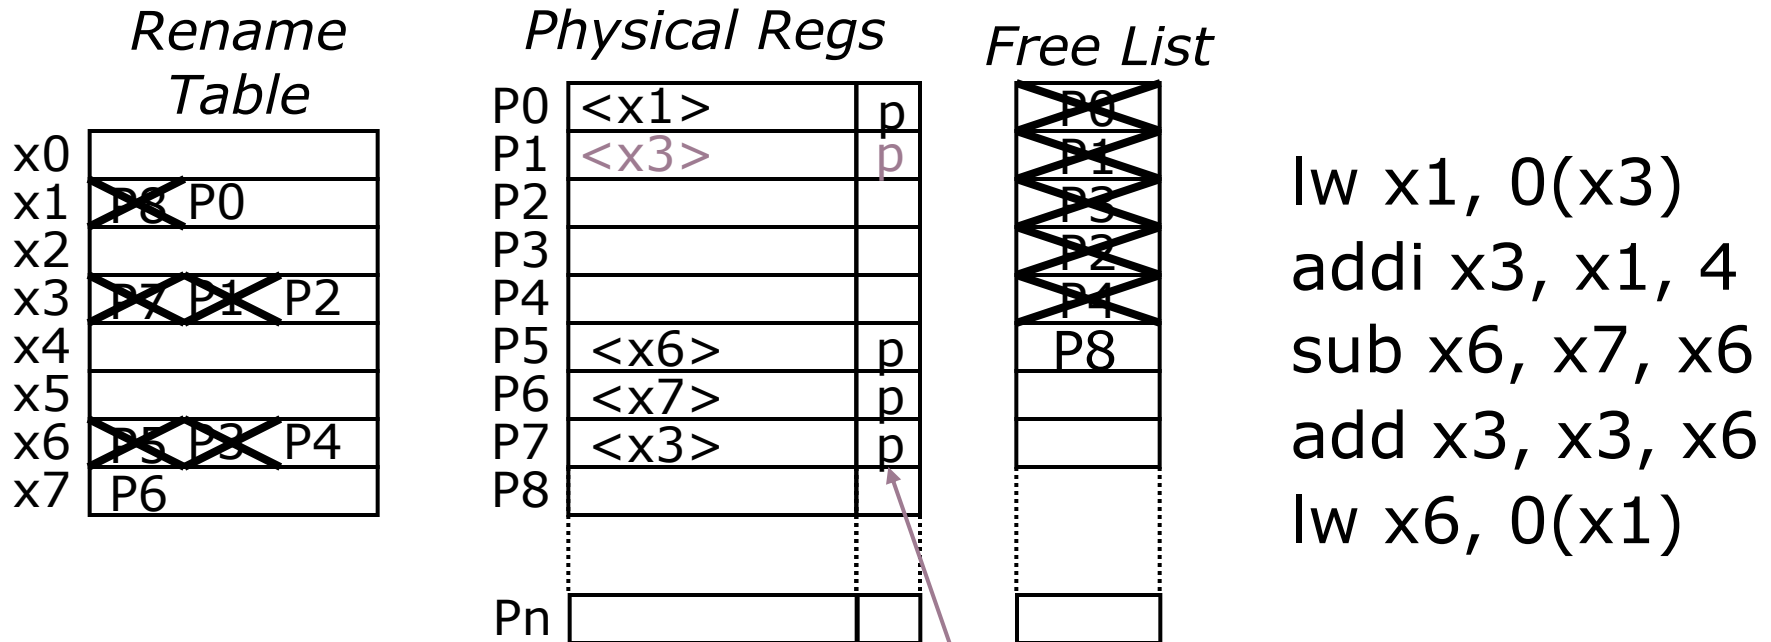 Rename
Table
x0
x1 P8 P0
x2
x3 P7 P1 P2
x4
x5
x6 P5 P3 P4
x7 P6
Physical Regs
P0 <x1> p
P1 <x3> p
P2
P3
P4
P5 <x6> p
P6 <x7> p
P7 <x3> p
P8
Pn
Free List
P0
P1
P3
P2
P4
P8
lw x1, 0(x3)
addi x3, x1, 4
sub x6, x7, x6
add x3, x3, x6
lw x6, 0(x1)